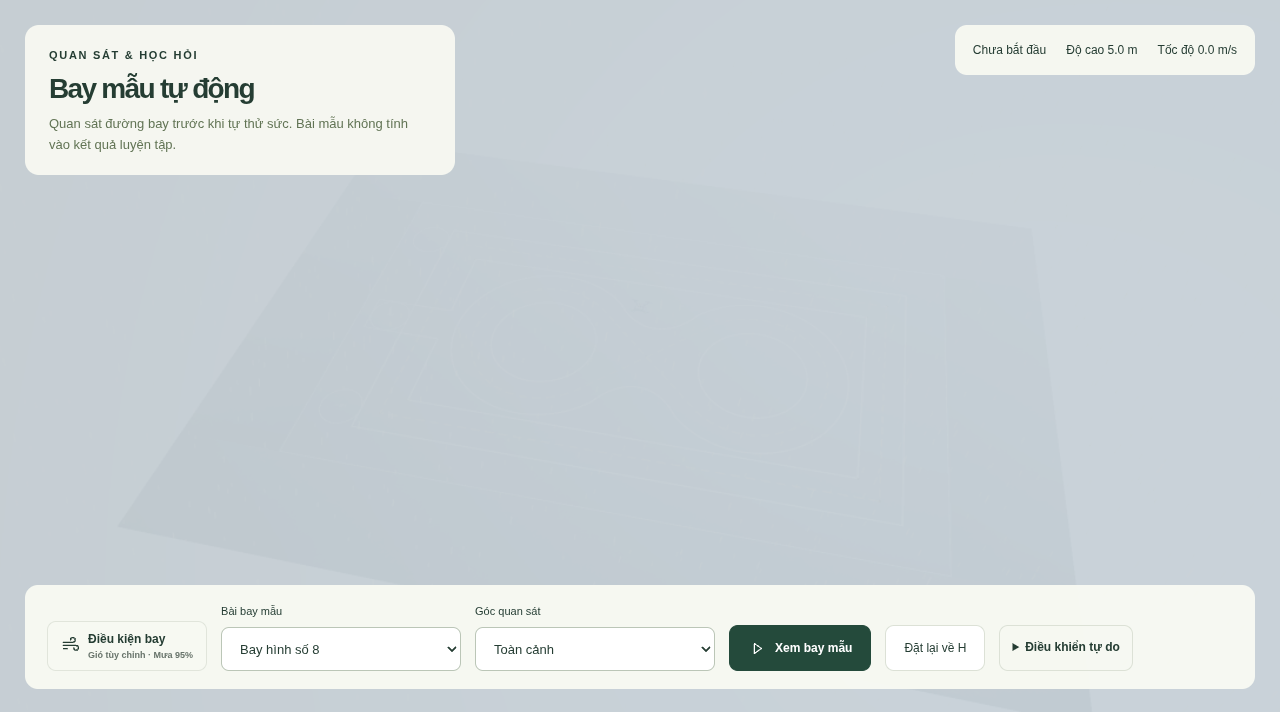 QUAN SÁT & HỌC HỎI
Bay mẫu tự động
Quan sát đường bay trước khi tự thử sức. Bài mẫu không tính
vào kết quả luyện tập.
Chưa bắt đầu Độ cao 5.0 m Tốc độ 0.0 m/s
Điều kiện bay
Gió tùy chỉnh · Mưa 95%
Bài bay mẫu
Bay hình số 8
Góc quan sát
Toàn cảnh
Xem bay mẫu
Đặt lại về H
Điều khiển tự do